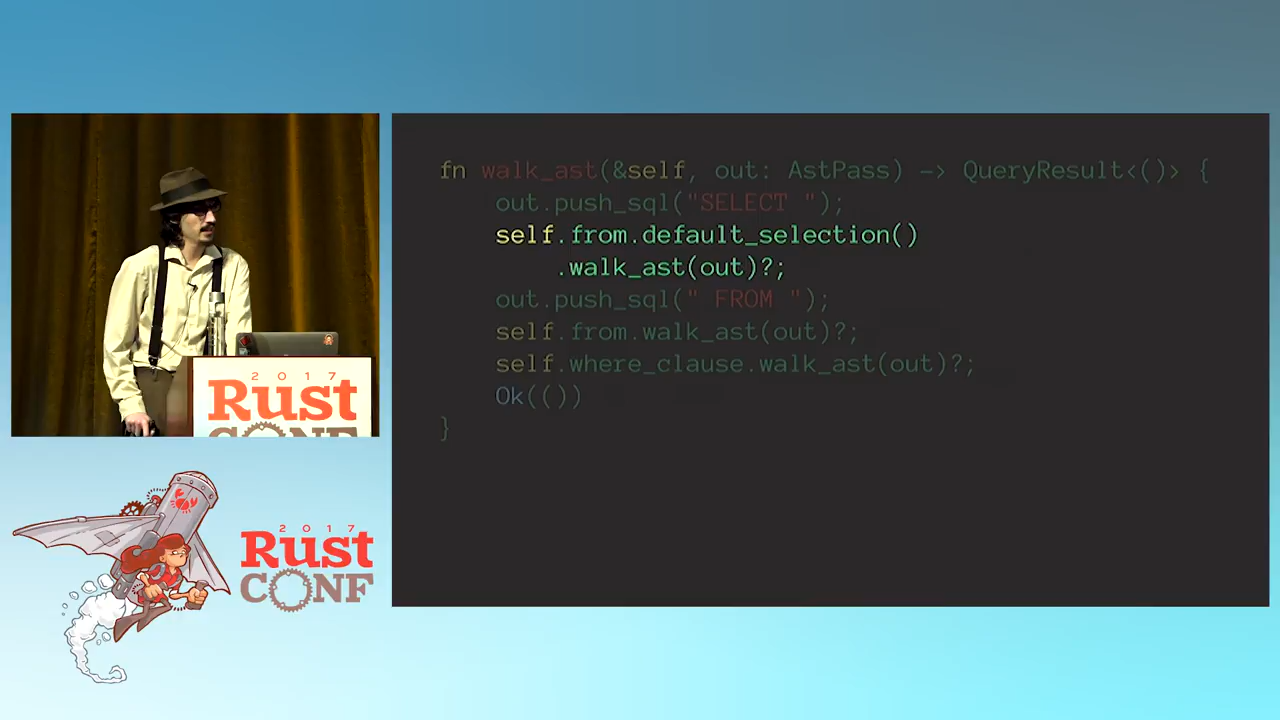 fn walk_ast(&self, out: AstPass) -> QueryResult<()> {
    out.push_sql("SELECT ");
    self.from.default_selection()
        .walk_ast(out)?;
    out.push_sql(" FROM ");
    self.from.walk_ast(out)?;
    self.where_clause.walk_ast(out)?;
    Ok(())
}
2017
Rust
CONF
2017
Rust
CONF